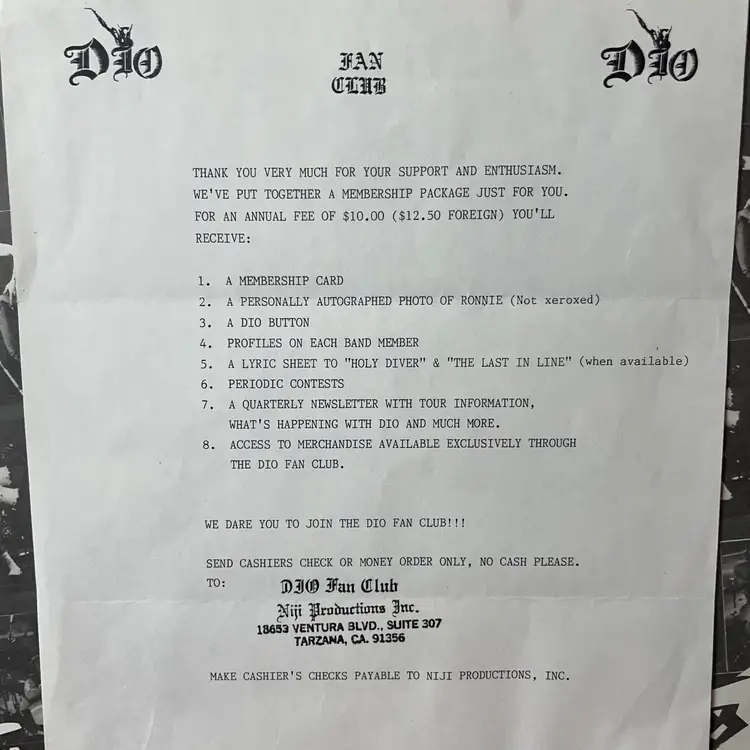 DIO
FAN
CLUB
DIO
THANK YOU VERY MUCH FOR YOUR SUPPORT AND ENTHUSIASM.
WE'VE PUT TOGETHER A MEMBERSHIP PACKAGE JUST FOR YOU.
FOR AN ANNUAL FEE OF $10.00 ($12.50 FOREIGN) YOU'LL
RECEIVE:
1. A MEMBERSHIP CARD
2. A PERSONALLY AUTOGRAPHED PHOTO OF RONNIE (Not xeroxed)
3. A DIO BUTTON
4. PROFILES ON EACH BAND MEMBER
5. A LYRIC SHEET TO "HOLY DIVER" & "THE LAST IN LINE" (when available)
6. PERIODIC CONTESTS
7. A QUARTERLY NEWSLETTER WITH TOUR INFORMATION,
WHAT'S HAPPENING WITH DIO AND MUCH MORE.
8. ACCESS TO MERCHANDISE AVAILABLE EXCLUSIVELY THROUGH
THE DIO FAN CLUB.
WE DARE YOU TO JOIN THE DIO FAN CLUB!!!
SEND CASHIERS CHECK OR MONEY ORDER ONLY, NO CASH PLEASE.
TO: DIO Fan Club
Niji Productions Inc.
18653 VENTURA BLVD., SUITE 307
TARZANA, CA. 91356
MAKE CASHIER'S CHECKS PAYABLE TO NIJI PRODUCTIONS, INC.